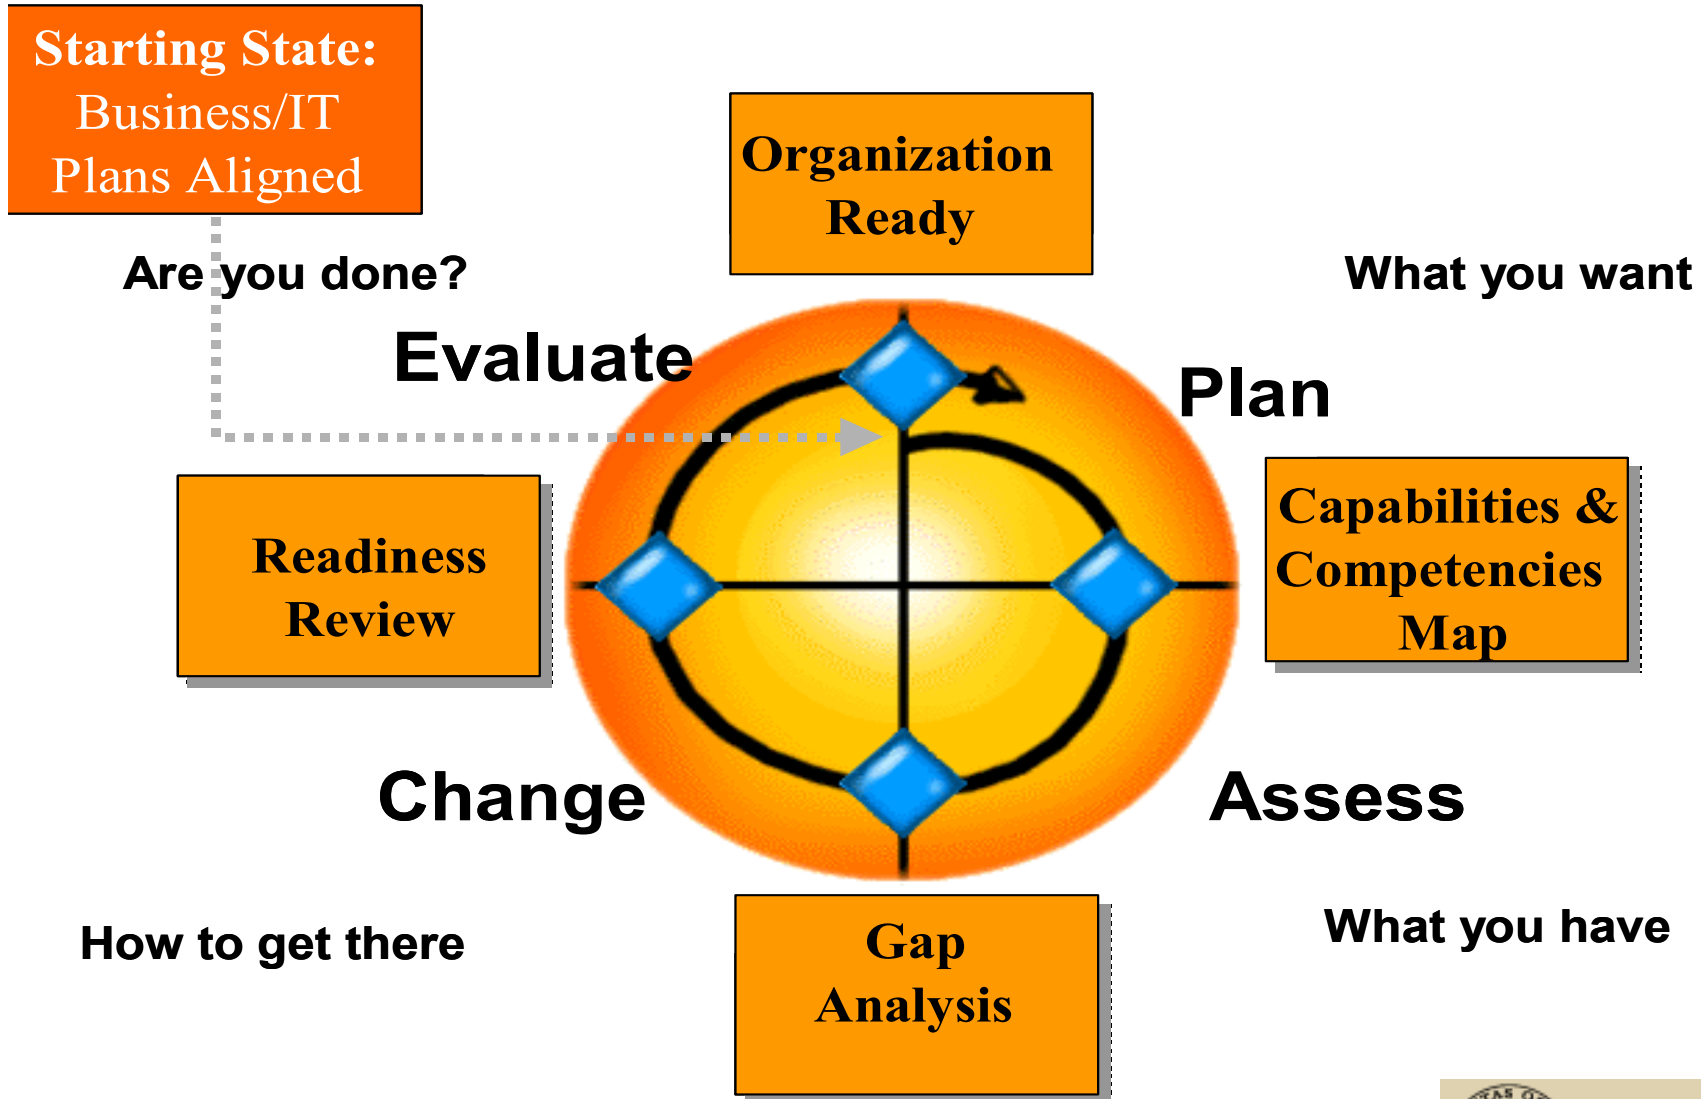 Starting State:
Business/IT
Plans Aligned
Organization
Ready
Are you done?
What you want
Evaluate
Plan
Capabilities &
Competencies
Map
Readiness
Review
Change
Assess
How to get there
What you have
Gap
Analysis